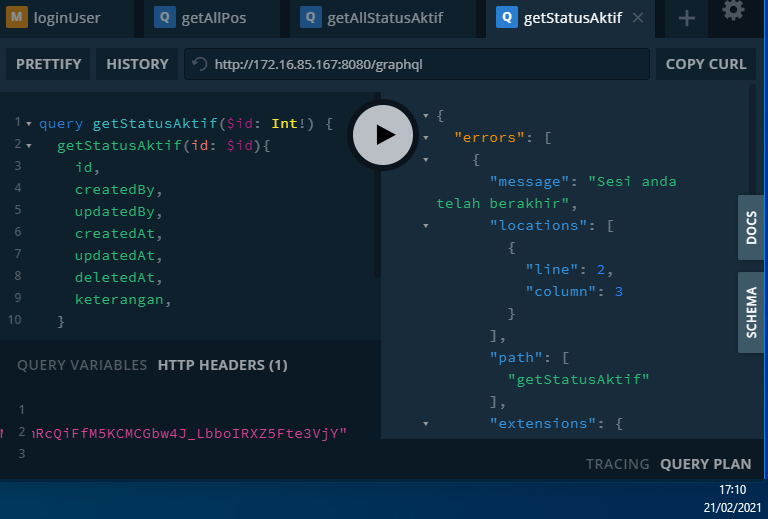 M loginUser
Q getAllPos
Q getAllStatusAktif
Q getStatusAktif ×
+
PRETTIFY
HISTORY
http://172.16.85.167:8080/graphql
COPY CURL
1 query getStatusAktif($id: Int!) {
2 getStatusAktif(id: $id){
3 id,
4 createdBy,
5 updatedBy,
6 createdAt,
7 updatedAt,
8 deletedAt,
9 keterangan,
10 }
{
"errors": [
{
"message": "Sesi anda
telah berakhir",
"locations": [
{
"line": 2,
"column": 3
}
],
"path": [
"getStatusAktif"
],
"extensions": {
DOCS
SCHEMA
QUERY VARIABLES HTTP HEADERS (1)
1
2 RcQiFfM5KCMCGbw4J_LbboIRXZ5Fte3VjY"
3
TRACING QUERY PLAN
17:10
21/02/2021